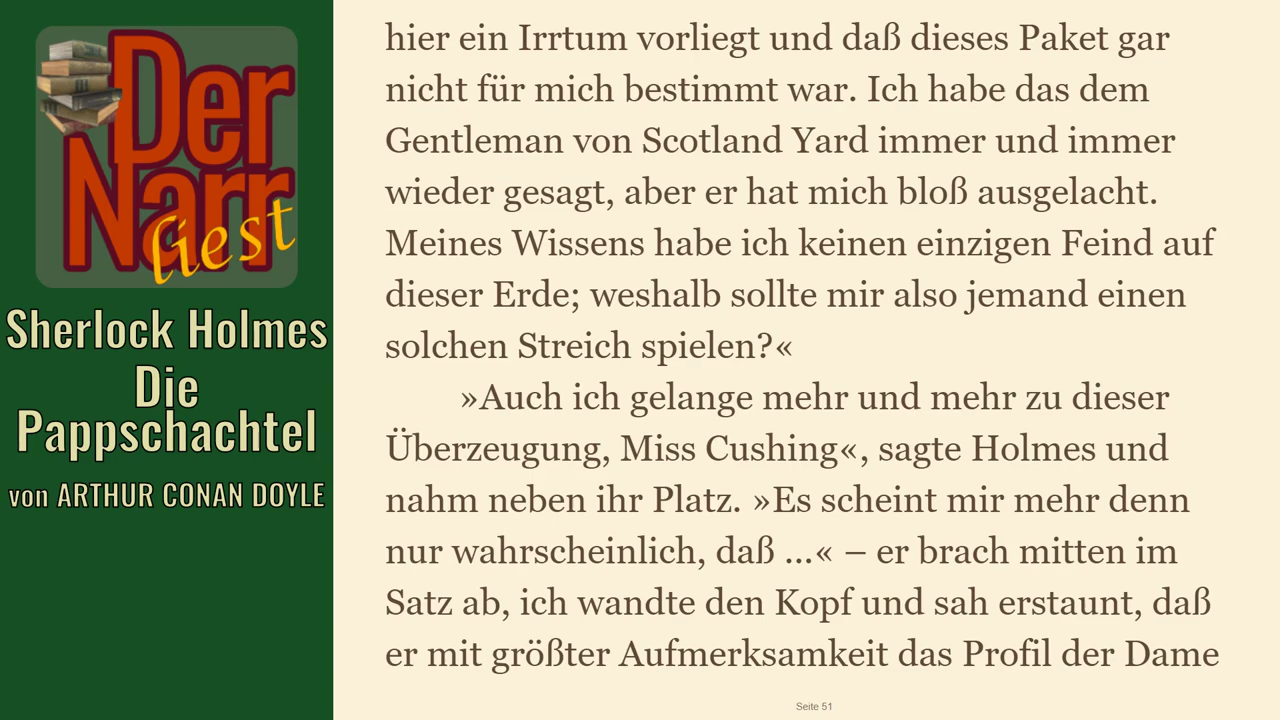 Der
Narr
liest
Sherlock Holmes
Die
Pappschachtel
von ARTHUR CONAN DOYLE
hier ein Irrtum vorliegt und daß dieses Paket gar
nicht für mich bestimmt war. Ich habe das dem
Gentleman von Scotland Yard immer und immer
wieder gesagt, aber er hat mich bloß ausgelacht.
Meines Wissens habe ich keinen einzigen Feind auf
dieser Erde; weshalb sollte mir also jemand einen
solchen Streich spielen?«
»Auch ich gelange mehr und mehr zu dieser
Überzeugung, Miss Cushing«, sagte Holmes und
nahm neben ihr Platz. »Es scheint mir mehr denn
nur wahrscheinlich, daß ...« – er brach mitten im
Satz ab, ich wandte den Kopf und sah erstaunt, daß
er mit größter Aufmerksamkeit das Profil der Dame
Seite 51